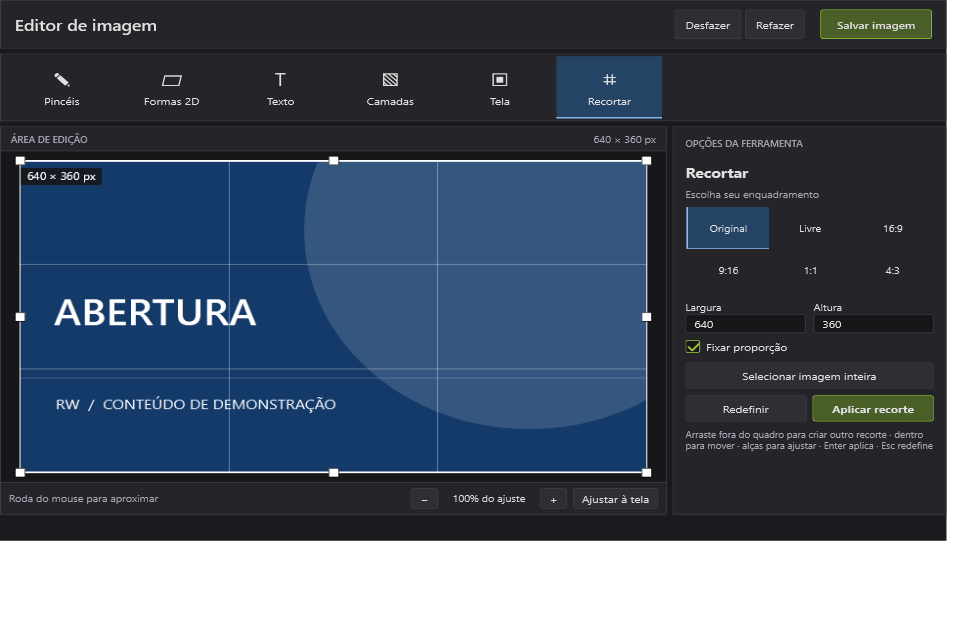 Editor de imagem
Desfazer
Refazer
Salvar imagem
Pincéis
Formas 2D
Texto
Camadas
Tela
Recortar
ÁREA DE EDIÇÃO
640 × 360 px
640 × 360 px
ABERTURA
RW / CONTEÚDO DE DEMONSTRAÇÃO
Roda do mouse para aproximar
−
100% do ajuste
+
Ajustar à tela
OPÇÕES DA FERRAMENTA
Recortar
Escolha seu enquadramento
Original
Livre
16:9
9:16
1:1
4:3
Largura
Altura
640
360
Fixar proporção
Selecionar imagem inteira
Redefinir
Aplicar recorte
Arraste fora do quadro para criar outro recorte · dentro
para mover · alças para ajustar · Enter aplica · Esc redefine